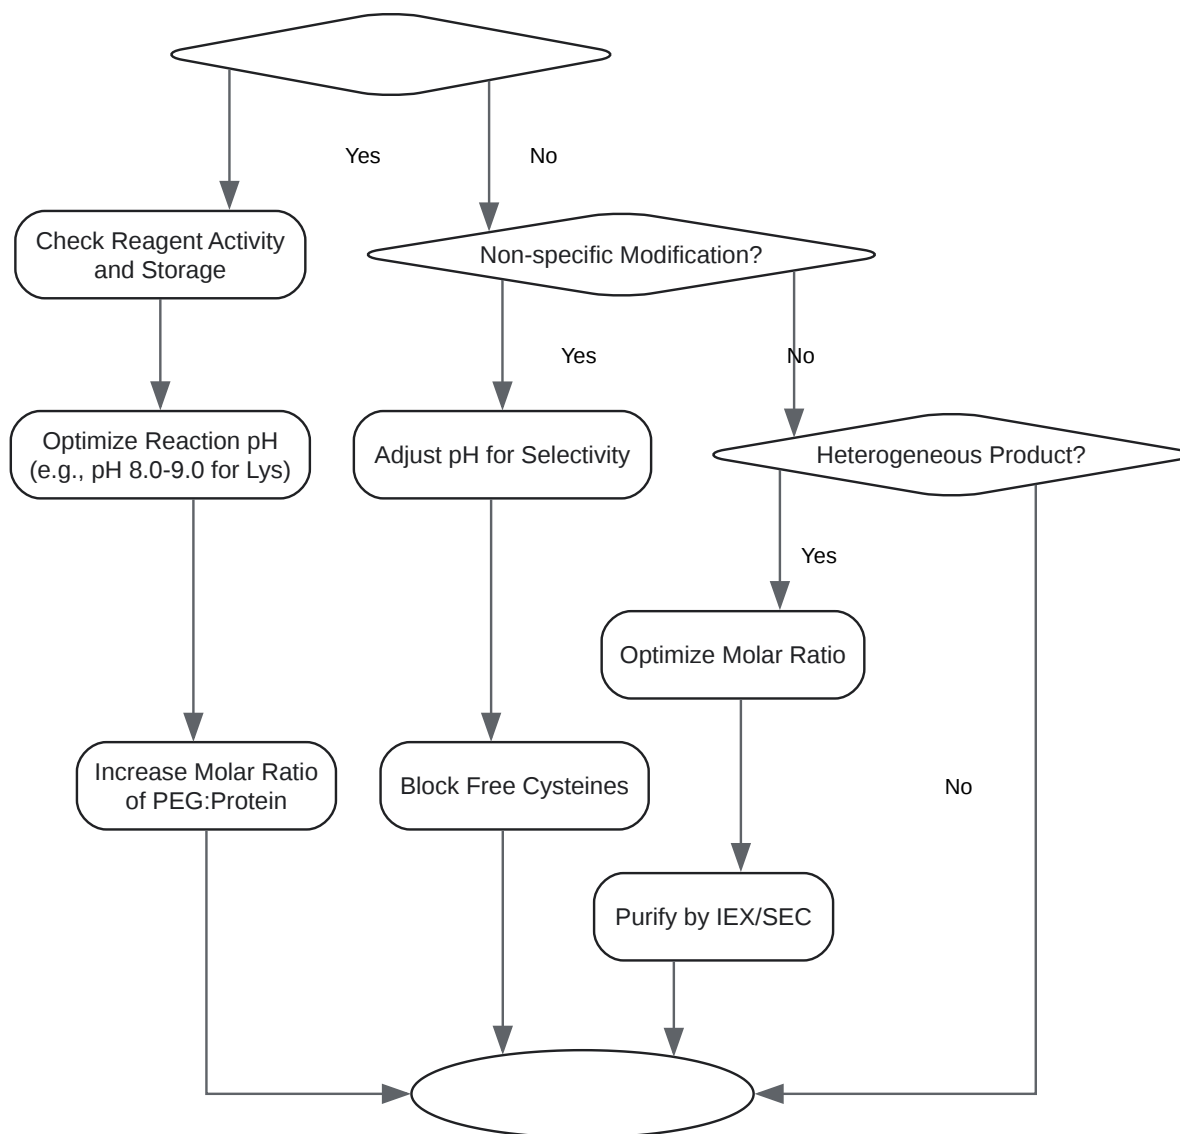 Yes
No
Check Reagent Activity
and Storage
Non-specific Modification?
Yes
No
Optimize Reaction pH
(e.g., pH 8.0-9.0 for Lys)
Adjust pH for Selectivity
Heterogeneous Product?
Yes
Optimize Molar Ratio
Increase Molar Ratio
of PEG:Protein
Block Free Cysteines
No
Purify by IEX/SEC